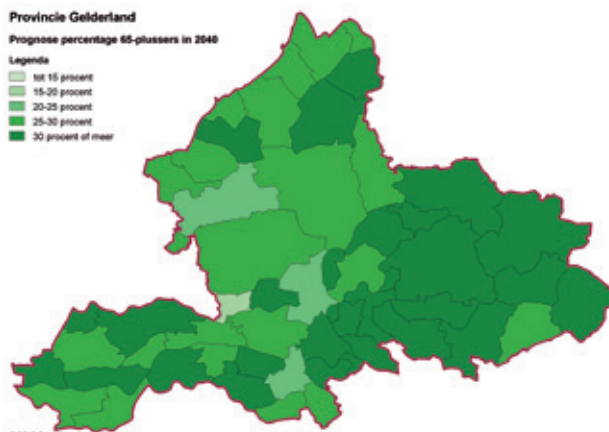 Provincie Gelderland
Prognose percentage 65-plussers in 2040
Legenda
tot 15 procent
15-20 procent
20-25 procent
25-30 procent
30 procent of meer